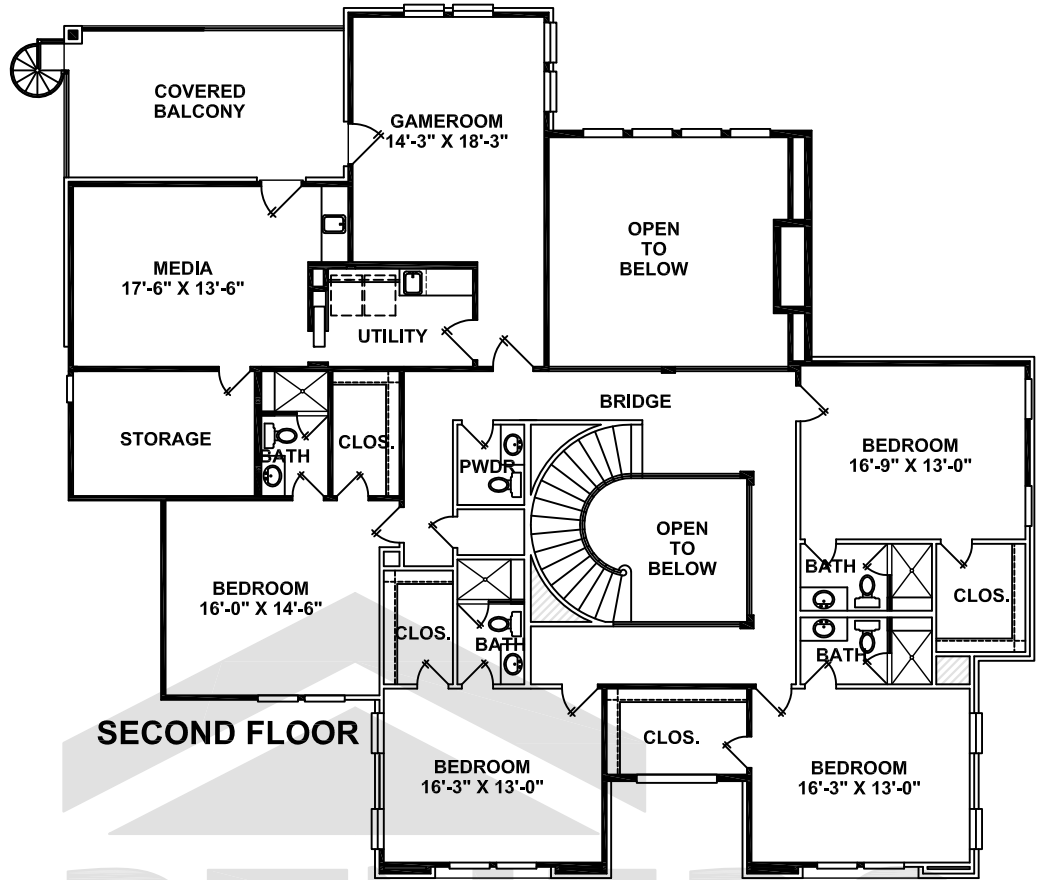 COVERED
BALCONY
GAMEROOM
14'-3" X 18'-3"
OPEN
TO
BELOW
MEDIA
17'-6" X 13'-6"
UTILITY
BRIDGE
STORAGE
BATH
CLOS.
PWDR
BEDROOM
16'-9" X 13'-0"
OPEN
TO
BELOW
BEDROOM
16'-0" X 14'-6"
BATH
CLOS.
CLOS.
BATH
BATH
SECOND FLOOR
CLOS.
BEDROOM
16'-3" X 13'-0"
BEDROOM
16'-3" X 13'-0"